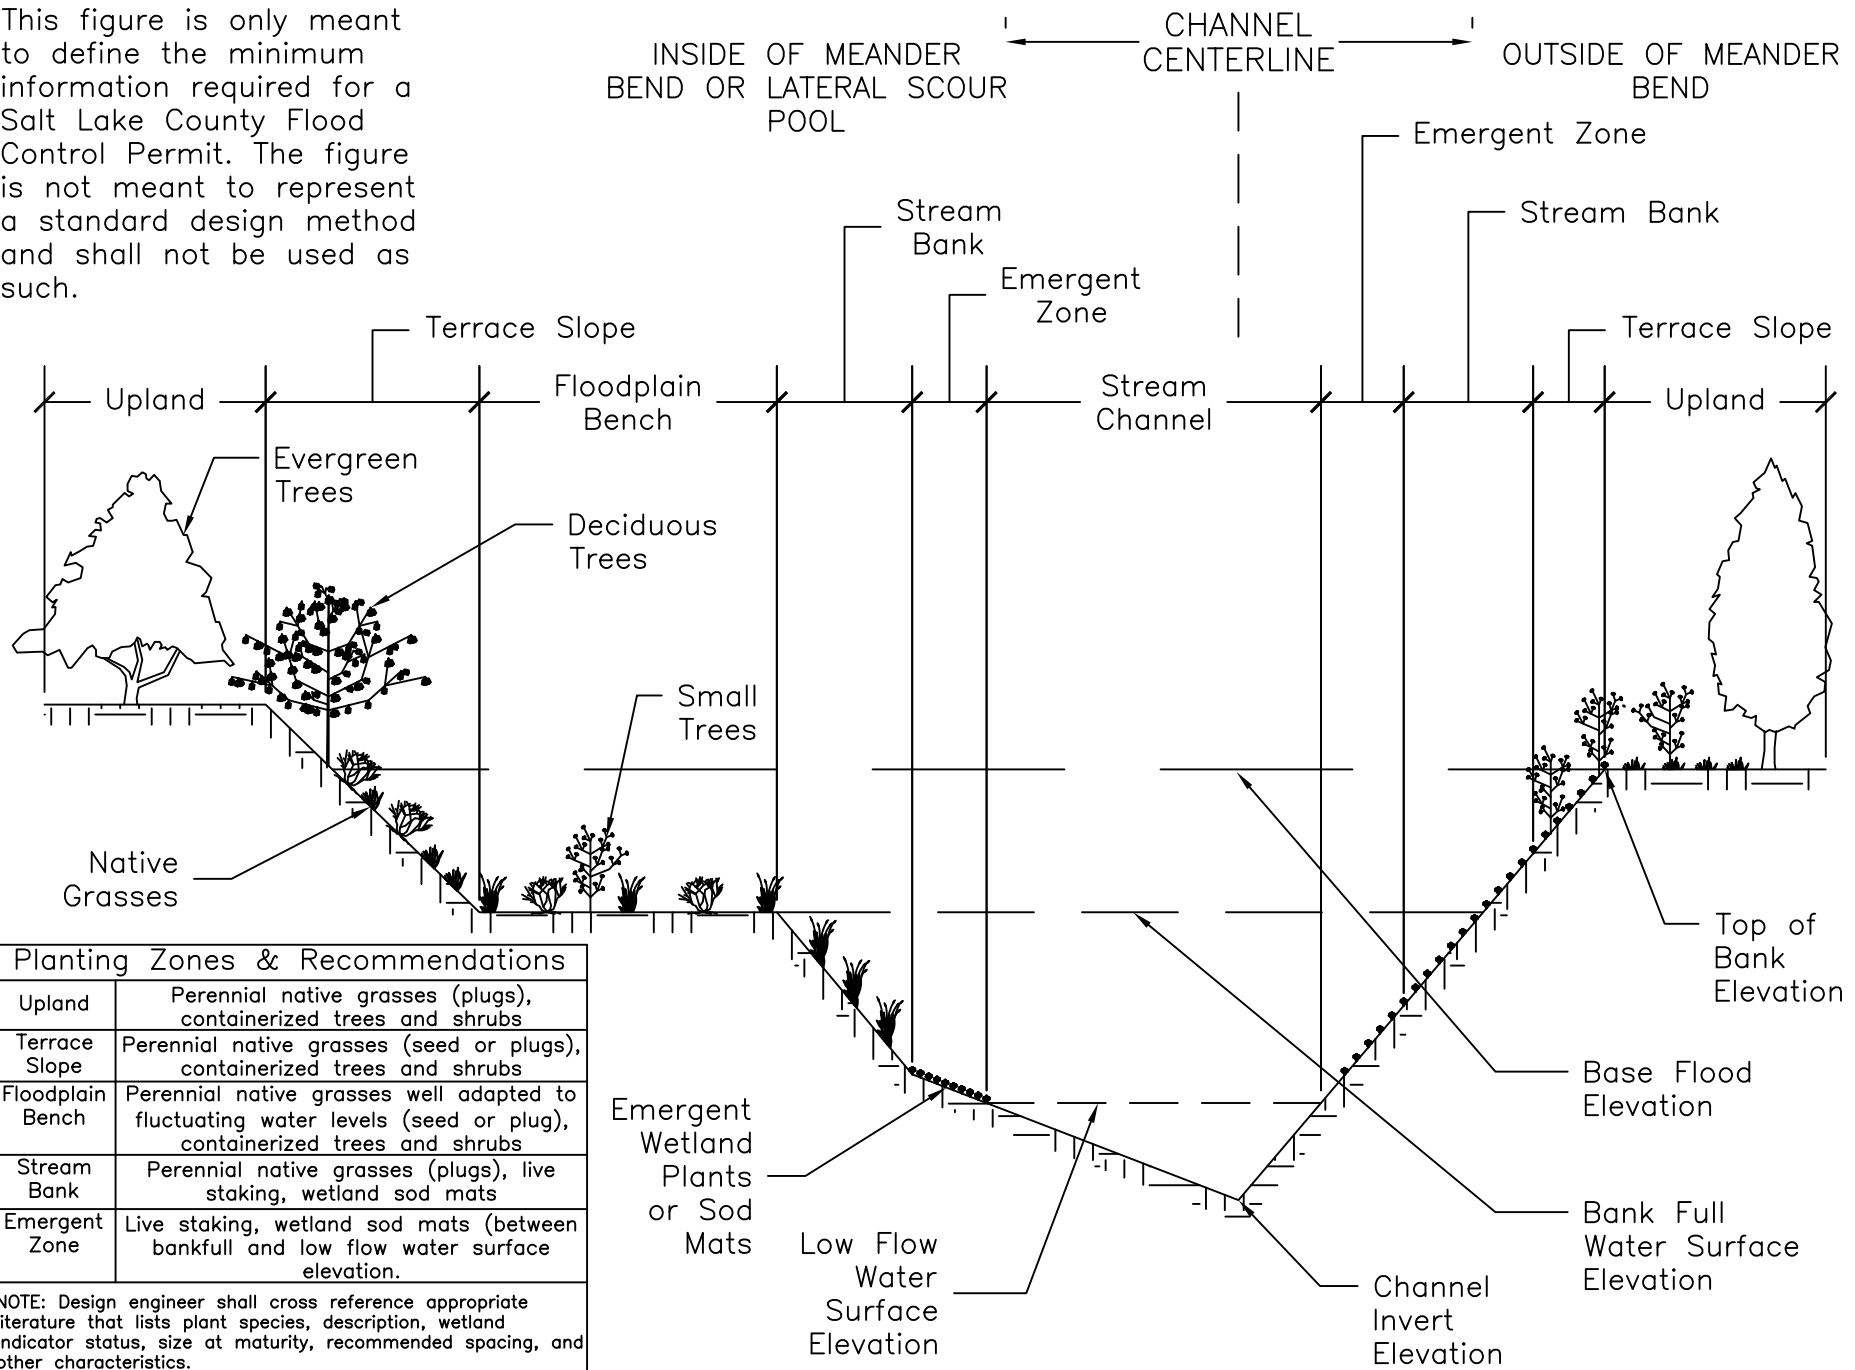 This figure is only meant
to define the minimum
information required for a
Salt Lake County Flood
Control Permit. The figure
is not meant to represent
a standard design method
and shall not be used as
such.
INSIDE OF MEANDER
BEND OR LATERAL SCOUR
POOL
CHANNEL
CENTERLINE
OUTSIDE OF MEANDER
BEND
Emergent Zone
Stream
Bank
Stream Bank
Emergent
Zone
Terrace Slope
Terrace Slope
Upland
Floodplain
Bench
Stream
Channel
Upland
Evergreen
Trees
Deciduous
Trees
Small
Trees
Native
Grasses
Top of
Bank
Elevation
Base Flood
Elevation
Emergent
Wetland
Plants
or Sod
Mats
Low Flow
Water
Surface
Elevation
Bank Full
Water Surface
Elevation
Channel
Invert
Elevation
Planting Zones & Recommendations
Upland
Perennial native grasses (plugs),
containerized trees and shrubs
Terrace
Slope
Perennial native grasses (seed or plugs),
containerized trees and shrubs
Floodplain
Bench
Perennial native grasses well adapted to
fluctuating water levels (seed or plug),
containerized trees and shrubs
Stream
Bank
Perennial native grasses (plugs), live
staking, wetland sod mats
Emergent
Zone
Live staking, wetland sod mats (between
bankfull and low flow water surface
elevation.
NOTE: Design engineer shall cross reference appropriate
literature that lists plant species, description, wetland
indicator status, size at maturity, recommended spacing, and
other characteristics.